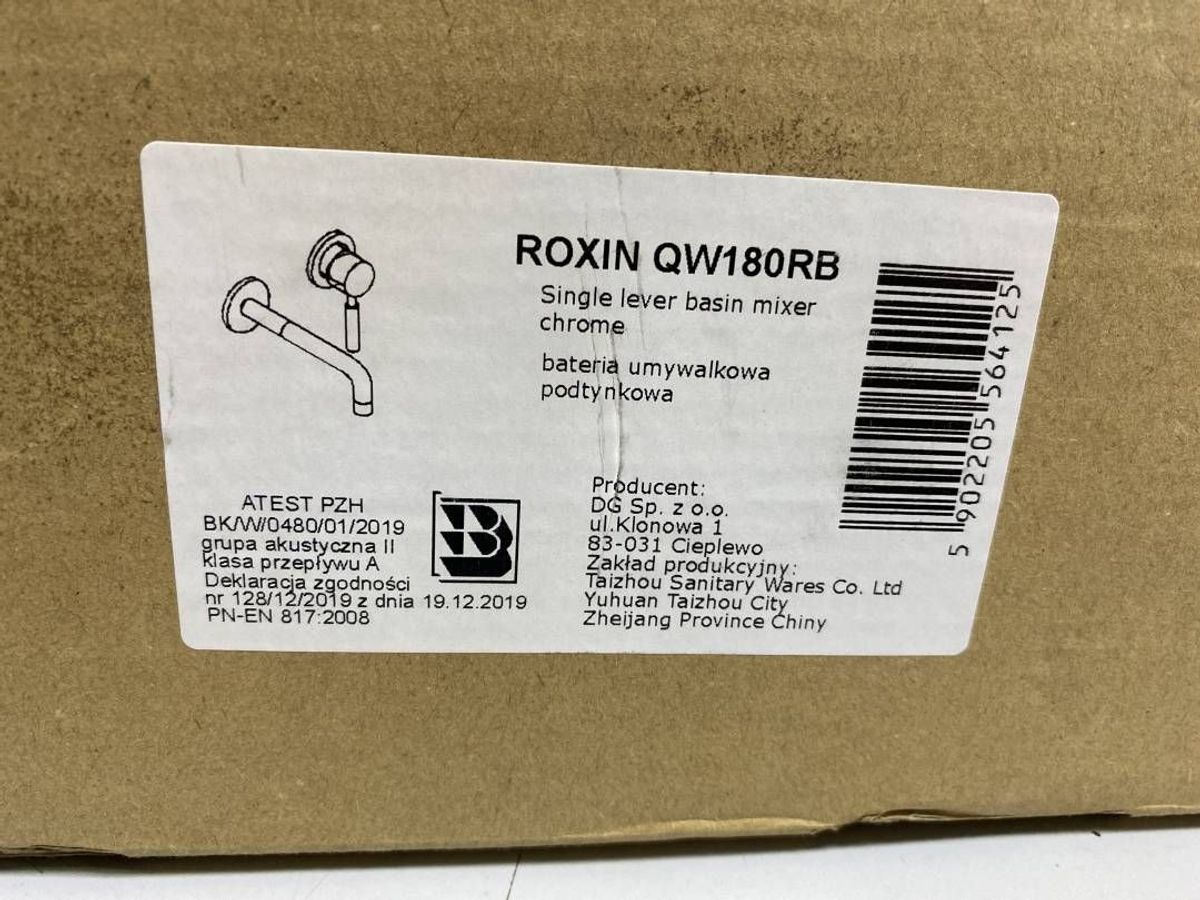 ROXIN QW180RB
Single lever basin mixer
chrome
bateria umywalkowa
podtynkowa
5 902205 564125
ATEST PZH
BK/W/0480/01/2019
grupa akustyczna II
klasa przepływu A
Deklaracja zgodności
nr 128/12/2019 z dnia 19.12.2019
PN-EN 817:2008
B
Producent:
DG Sp. z o.o.
ul.Klonowa 1
83-031 Cieplewo
Zakład produkcyjny:
Taizhou Sanitary Wares Co. Ltd
Yuhuan Taizhou City
Zheijang Province Chiny